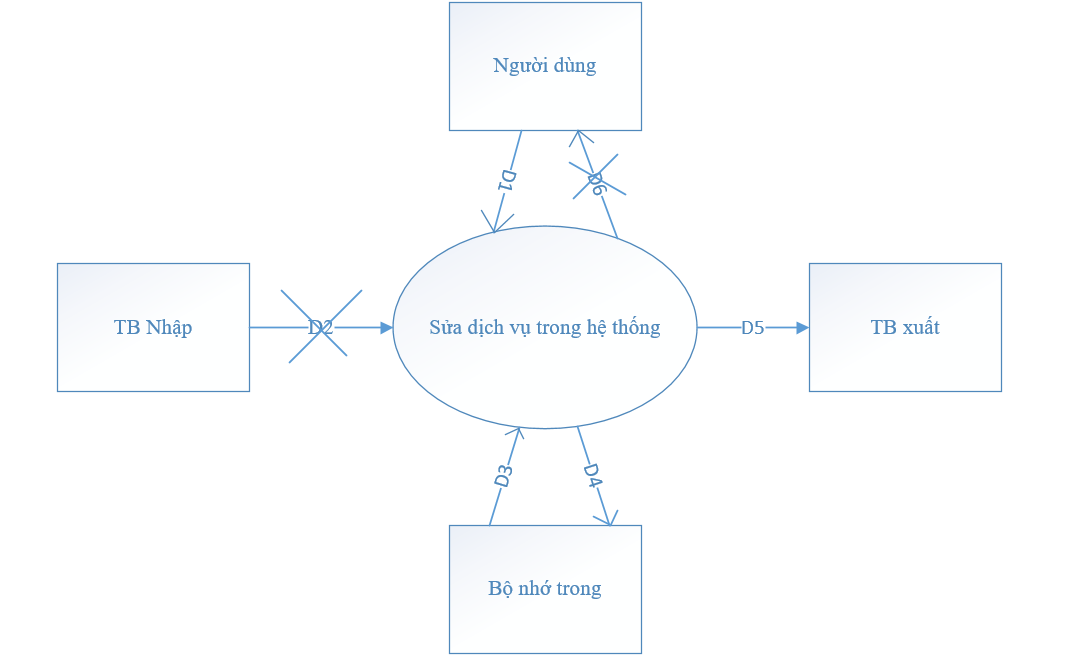 Người dùng
D1
D6
TB Nhập
D2
Sửa dịch vụ trong hệ thống
D5
TB xuất
D3
D4
Bộ nhớ trong